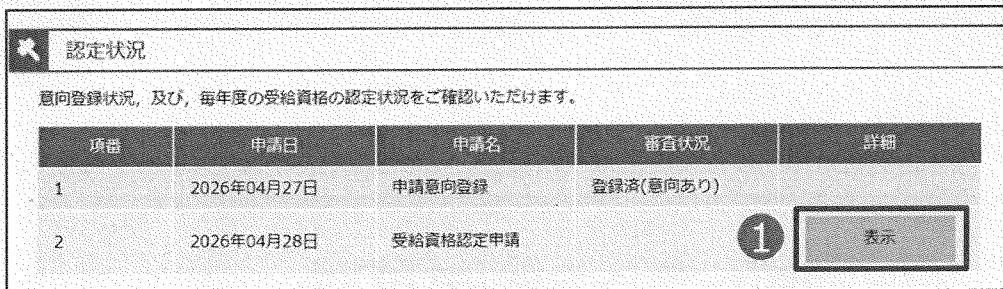 認定状況
意向登録状況，及び，毎年度の受給資格の認定状況をご確認いただけます。
項番 申請日 申請名 審査状況 詳細
1 2026年04月27日 申請意向登録 登録済(意向あり)
2 2026年04月28日 受給資格認定申請 1 表示